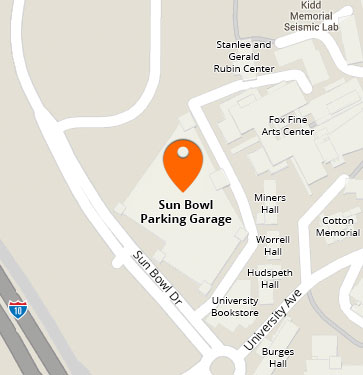 Kidd
Memorial
Seismic Lab
Stanlee and
Gerald
Rubin Center
Fox Fine
Arts Center
Sun Bowl
Parking Garage
Miners
Hall
Cotton
Memorial
Worrell
Hall
Sun Bowl Dr
Hudspeth
Hall
University
Bookstore
University Ave
10
Burges
Hall